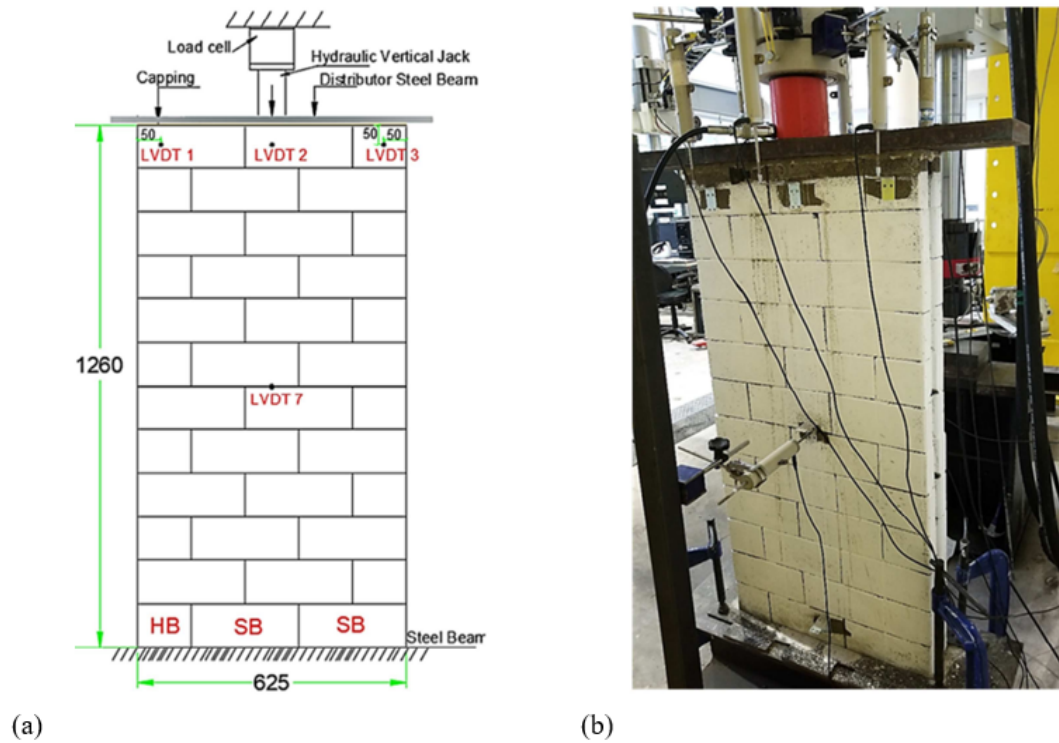 Load cell
Hydraulic Vertical Jack
Capping
Distributor Steel Beam
50
50
50
LVDT 1
LVDT 2
LVDT 3
1260
LVDT 7
HB
SB
SB
Steel Beam
625
(a)
(b)